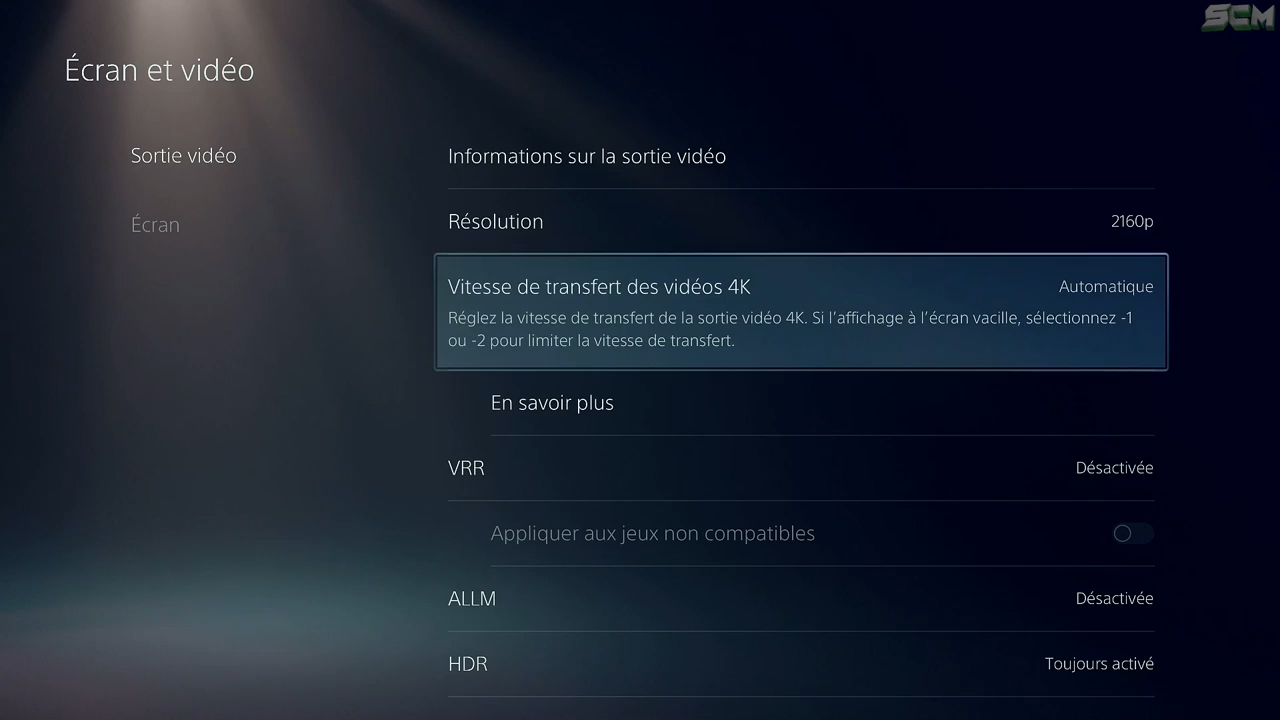 SCM
Écran et vidéo
Sortie vidéo
Écran
Informations sur la sortie vidéo
Résolution
2160p
Vitesse de transfert des vidéos 4K
Automatique
Réglez la vitesse de transfert de la sortie vidéo 4K. Si l'affichage à l'écran vacille, sélectionnez -1
ou -2 pour limiter la vitesse de transfert.
En savoir plus
VRR
Désactivée
Appliquer aux jeux non compatibles
ALLM
Désactivée
HDR
Toujours activé